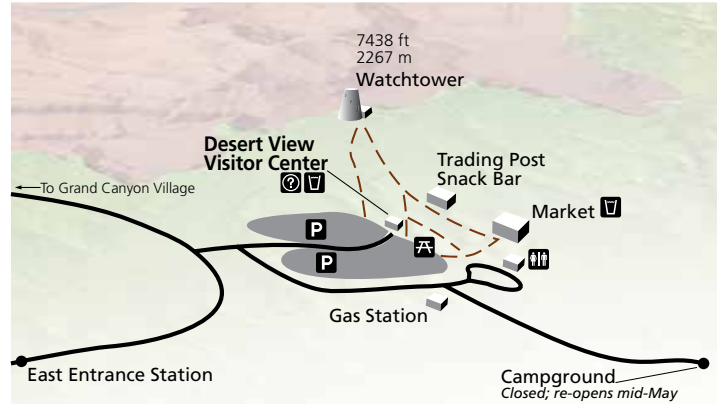 7438 ft
2267 m
Watchtower
Desert View
Visitor Center
?
Trading Post
Snack Bar
←To Grand Canyon Village
Market
P
P
Gas Station
East Entrance Station
Campground
Closed; re-opens mid-May